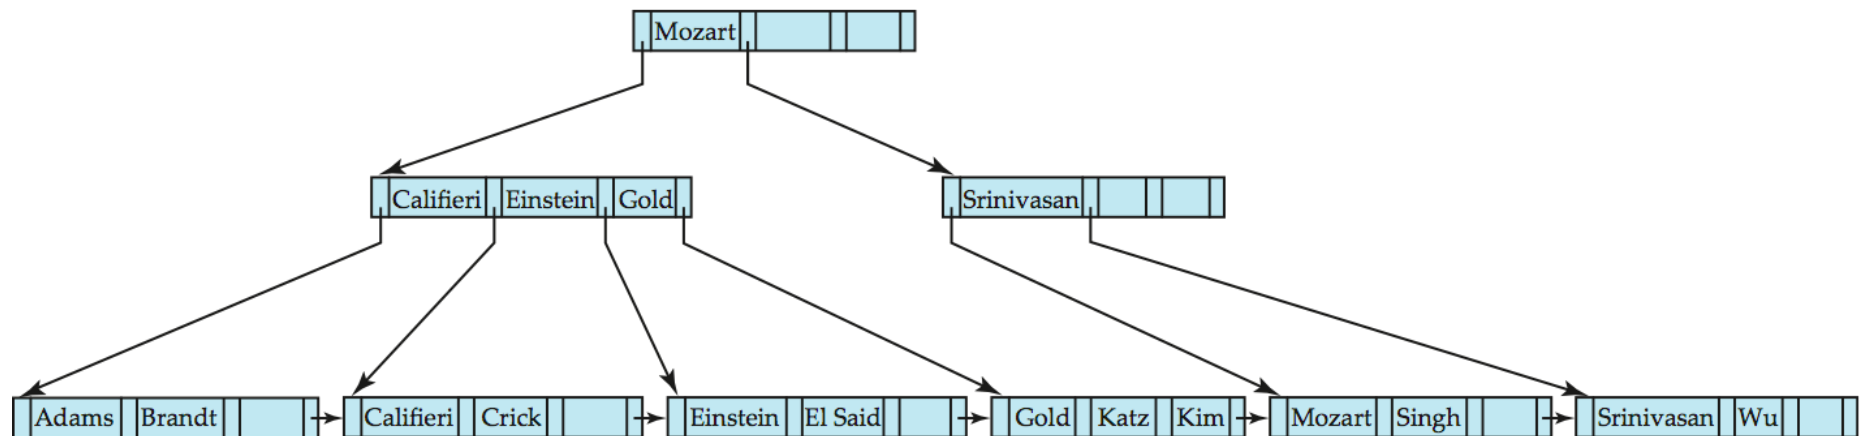 Mozart
Califieri Einstein Gold Srinivasan
Adams Brandt Califieri Crick Einstein El Said Gold Katz Kim Mozart Singh Srinivasan Wu